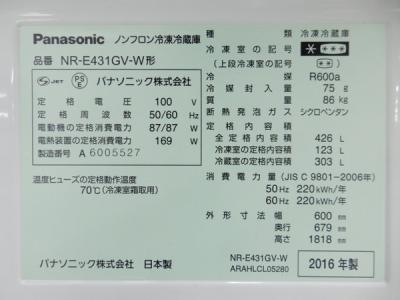 Panasonic ノンフロン冷凍冷蔵庫
品番 NR-E431GV-W形
JET PS E パナソニック株式会社
定格電圧 100 V
定格周波数 50/60 Hz
電動機の定格消費電力 87/87 W
電熱装置の定格消費電力 169 W
製造番号 A 6005527
温度ヒューズの定格動作温度
70℃(冷凍室霜取用)
パナソニック株式会社 日本製
種類 冷凍冷蔵庫
冷凍室の記号
(上段冷凍室の記号)
冷媒 R600a
冷媒封入量 75 g
質量 86 kg
断熱発泡ガス シクロペンタン
定格内容積
全定格内容積 426 L
冷凍室の定格内容積 123 L
冷蔵室の定格内容積 303 L
消費電力量(JIS C 9801-2006年)
50Hz 220kWh/年
60Hz 220kWh/年
外形寸法 幅 600 mm
奥行 679 mm
高さ 1818 mm
NR-E431GV-W
ARAHLCL05280
2016年製